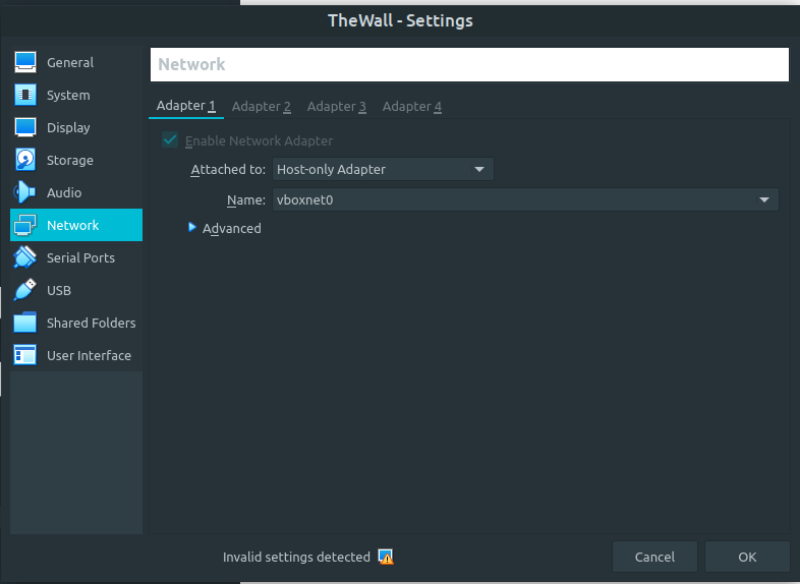 TheWall - Settings
General
System
Display
Storage
Audio
Network
Serial Ports
USB
Shared Folders
User Interface
Network
Adapter 1 Adapter 2 Adapter 3 Adapter 4
Enable Network Adapter
Attached to: Host-only Adapter
Name: vboxnet0
Advanced
Invalid settings detected
Cancel OK